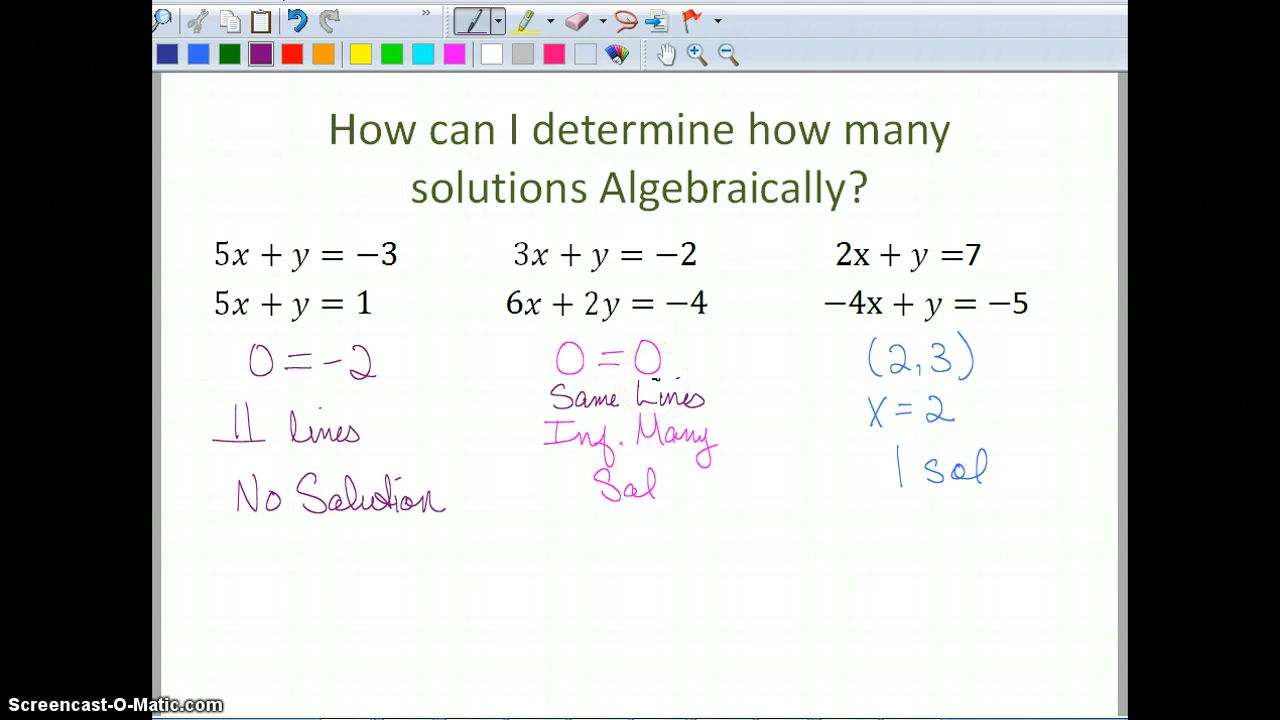 How can I determine how many
solutions Algebraically?
5x + y = −3
5x + y = 1
0 = -2
|| lines
No Solution
3x + y = −2
6x + 2y = −4
0 = 0
Same Lines
Inf. Many
Sol
2x + y =7
−4x + y = −5
(2,3)
x = 2
1 sol
Screencast-O-Matic.com